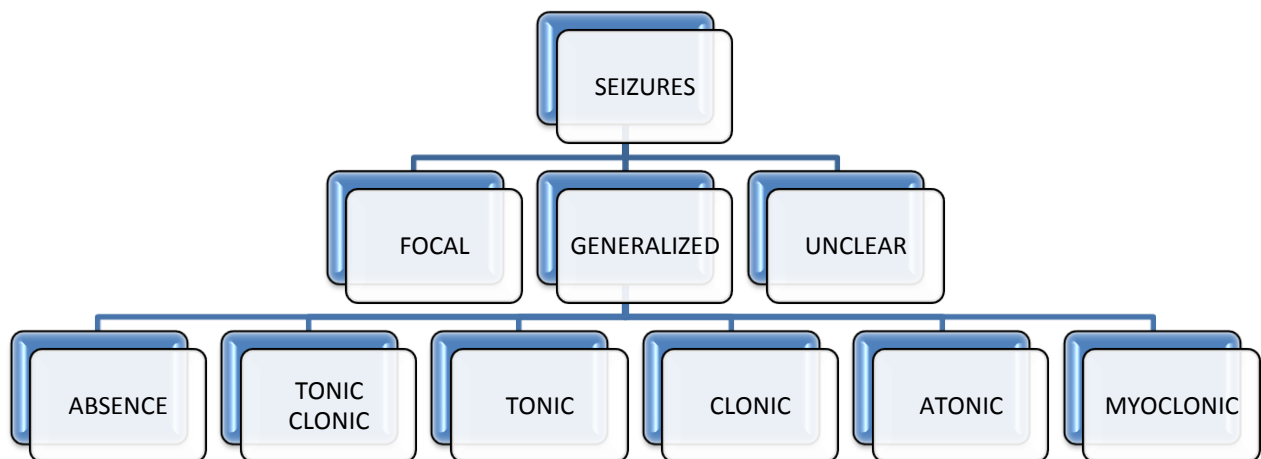 SEIZURES
FOCAL
GENERALIZED
UNCLEAR
ABSENCE
TONIC
CLONIC
TONIC
CLONIC
ATONIC
MYOCLONIC